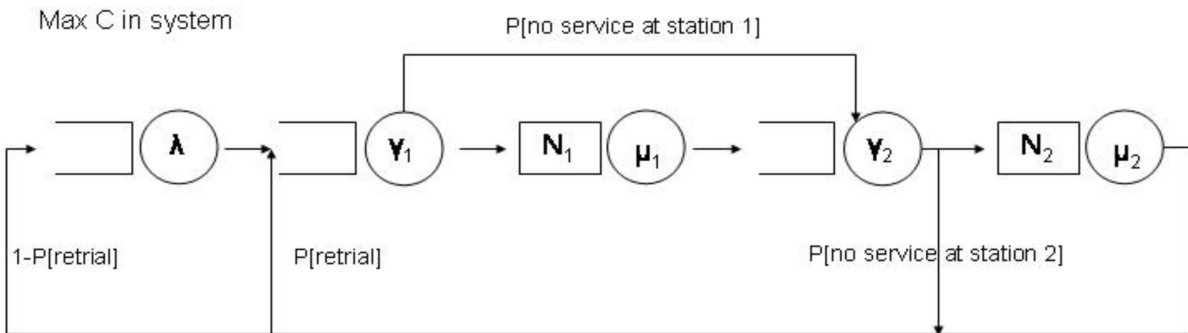 Max C in system
P[no service at station 1]
λ
γ₁
N₁
μ₁
γ₂
N₂
μ₂
1-P[retrial]
P[retrial]
P[no service at station 2]